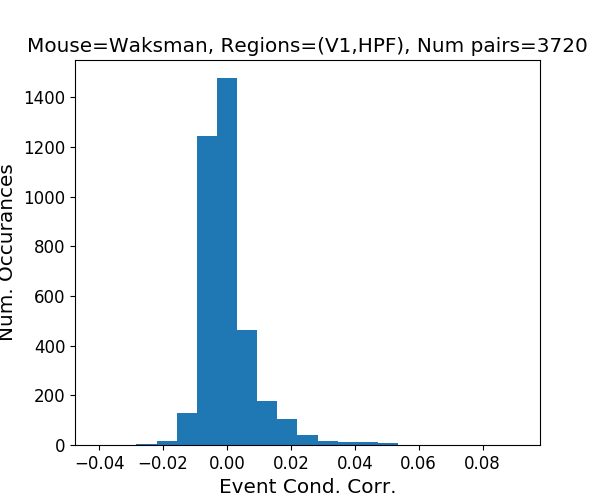 Mouse=Waksman, Regions=(V1,HPF), Num pairs=3720
Num. Occurances
1400
1200
1000
800
600
400
200
0
−0.04 −0.02 0.00 0.02 0.04 0.06 0.08
Event Cond. Corr.